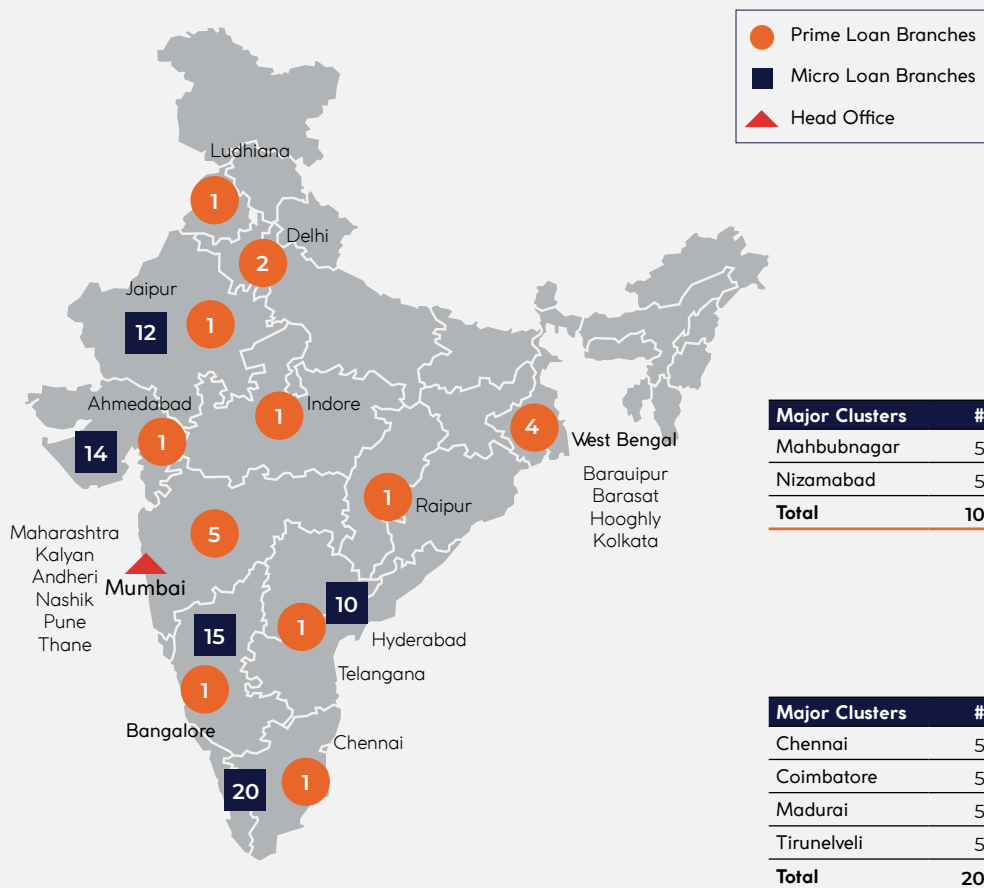 Prime Loan Branches
Micro Loan Branches
Head Office
Ludhiana
1
Delhi
2
Jaipur
12
1
Ahmedabad
14
1
Indore
1
4
West Bengal
Barauipur
Barasat
Hooghly
Kolkata
1
Raipur
5
Maharashtra
Kalyan
Andheri
Nashik
Pune
Thane
Mumbai
10
1
Hyderabad
Telangana
15
1
Bangalore
Chennai
20
1
Major Clusters #
Mahbubnagar 5
Nizamabad 5
Total 10
Major Clusters #
Chennai 5
Coimbatore 5
Madurai 5
Tirunelveli 5
Total 20